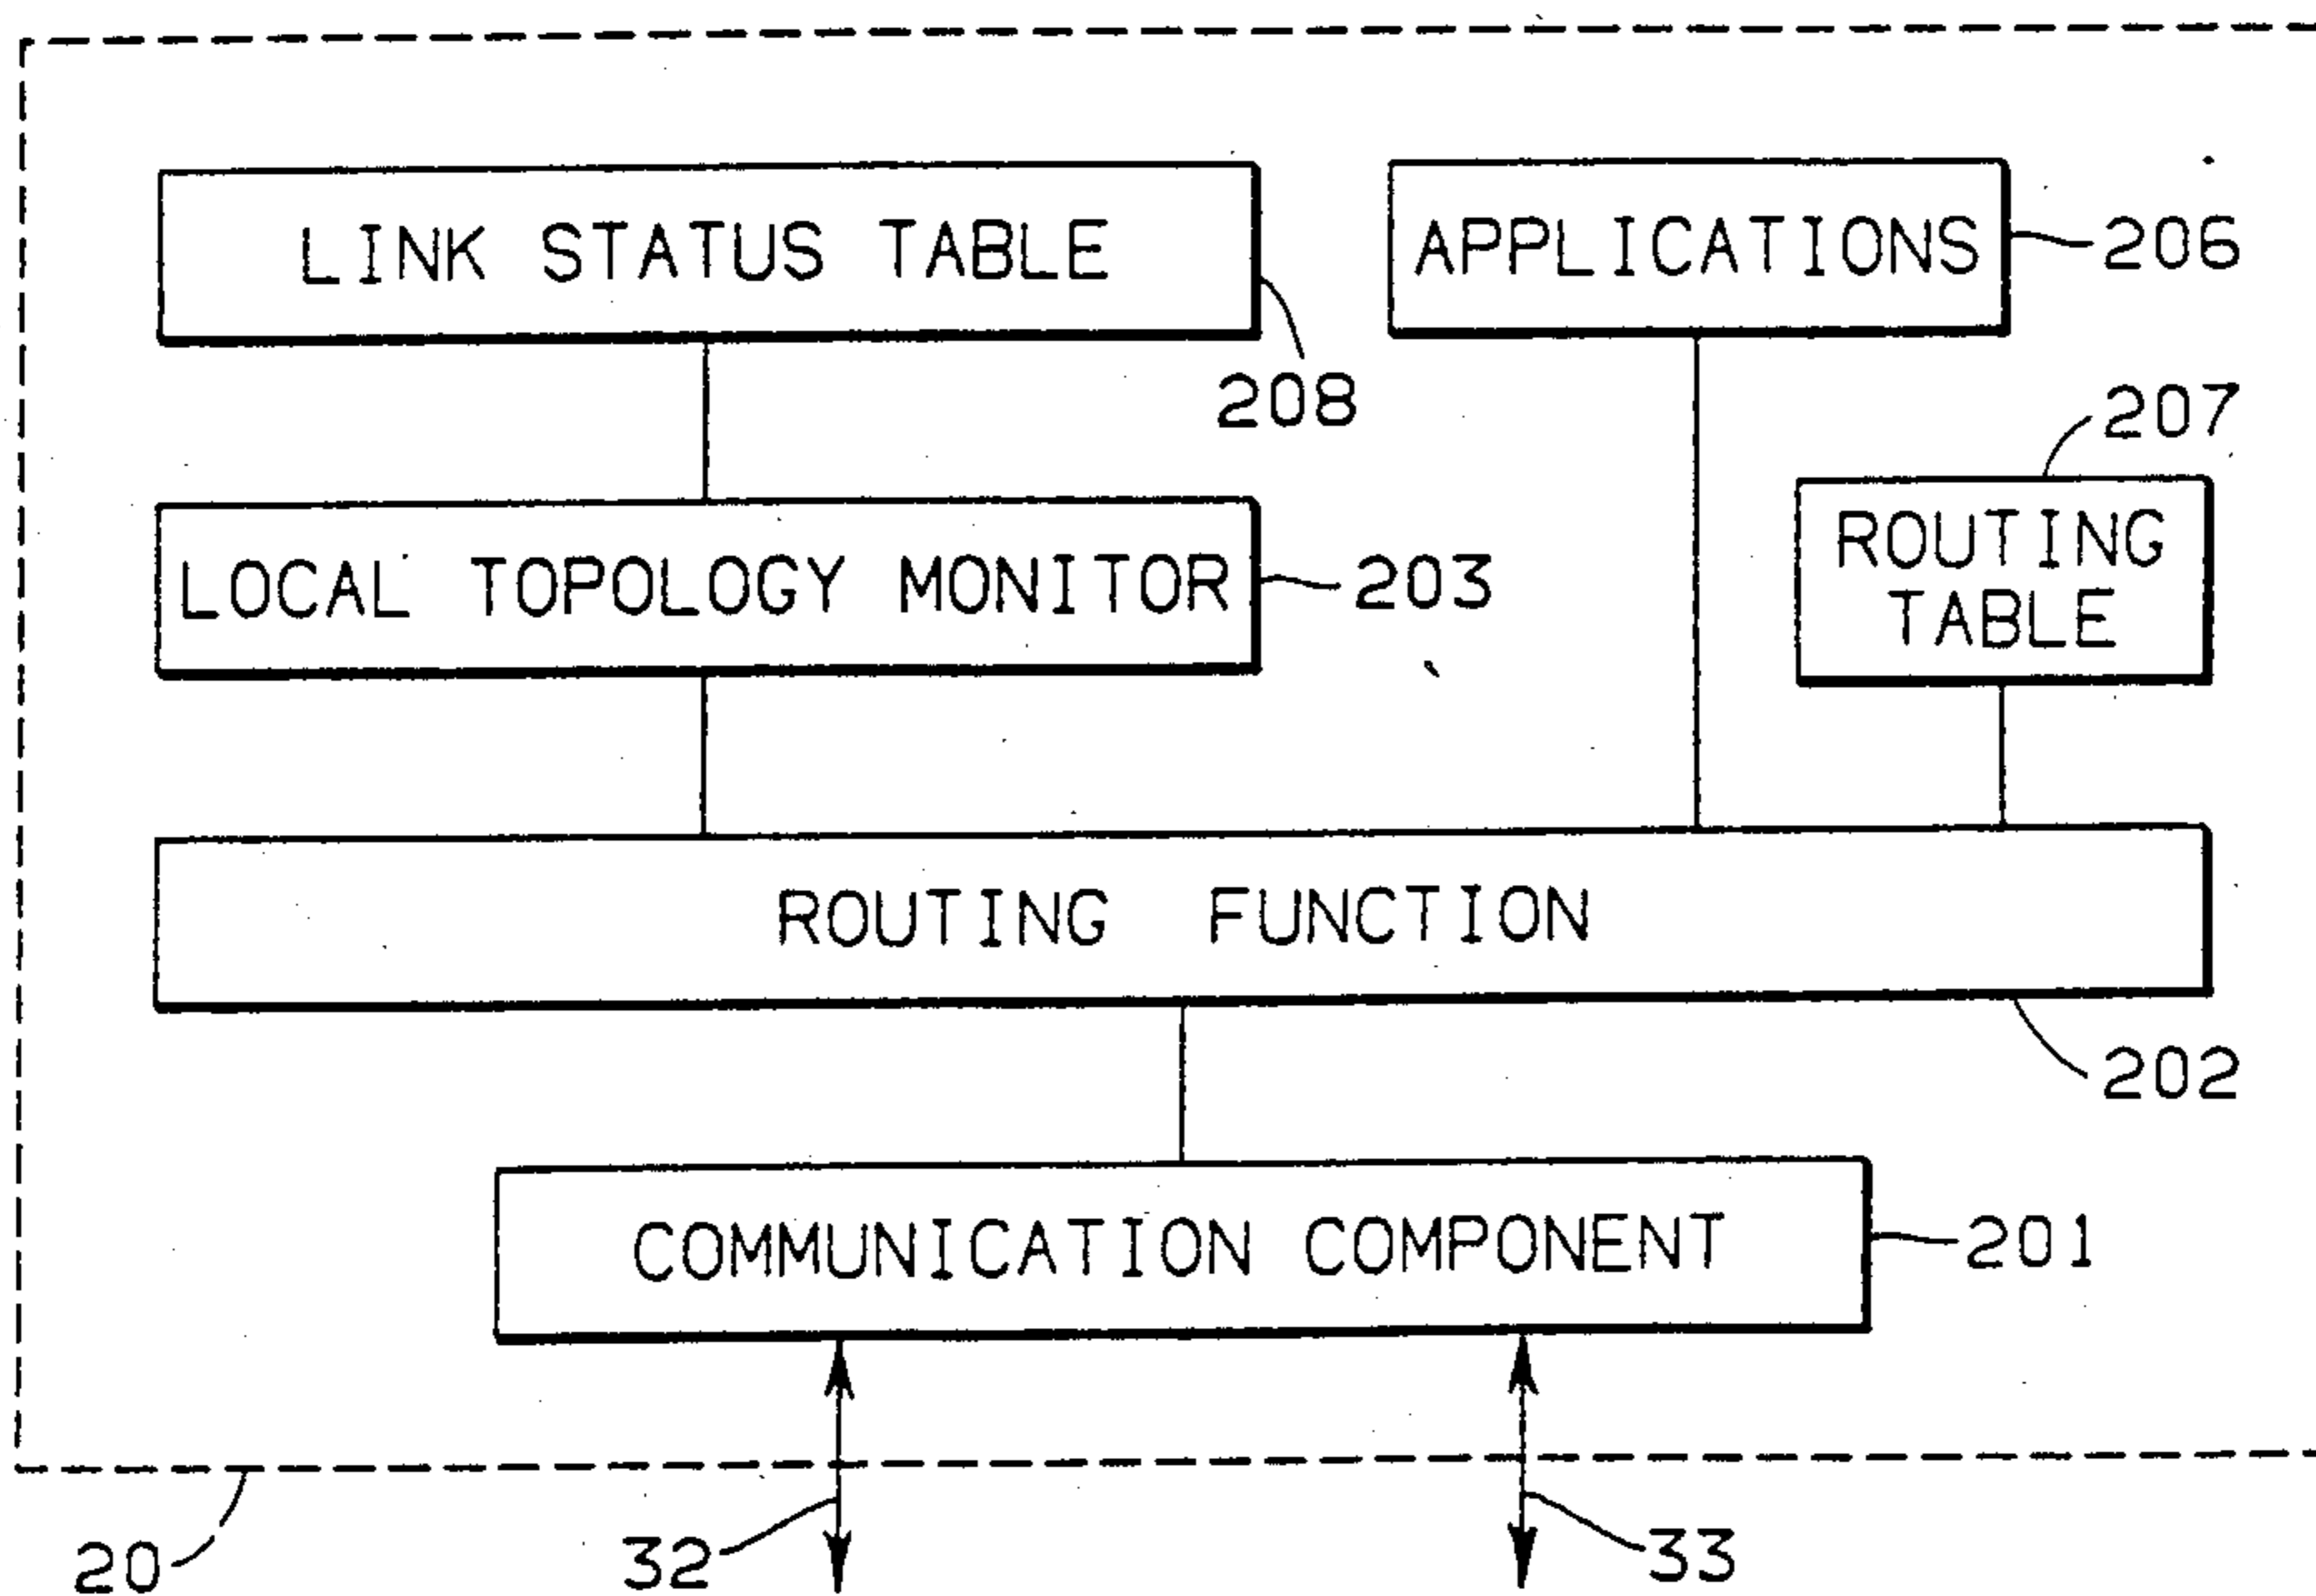 LINK STATUS TABLE
APPLICATIONS
206
208
207
LOCAL TOPOLOGY MONITOR
203
ROUTING
TABLE
ROUTING FUNCTION
202
COMMUNICATION COMPONENT
201
20
32
33